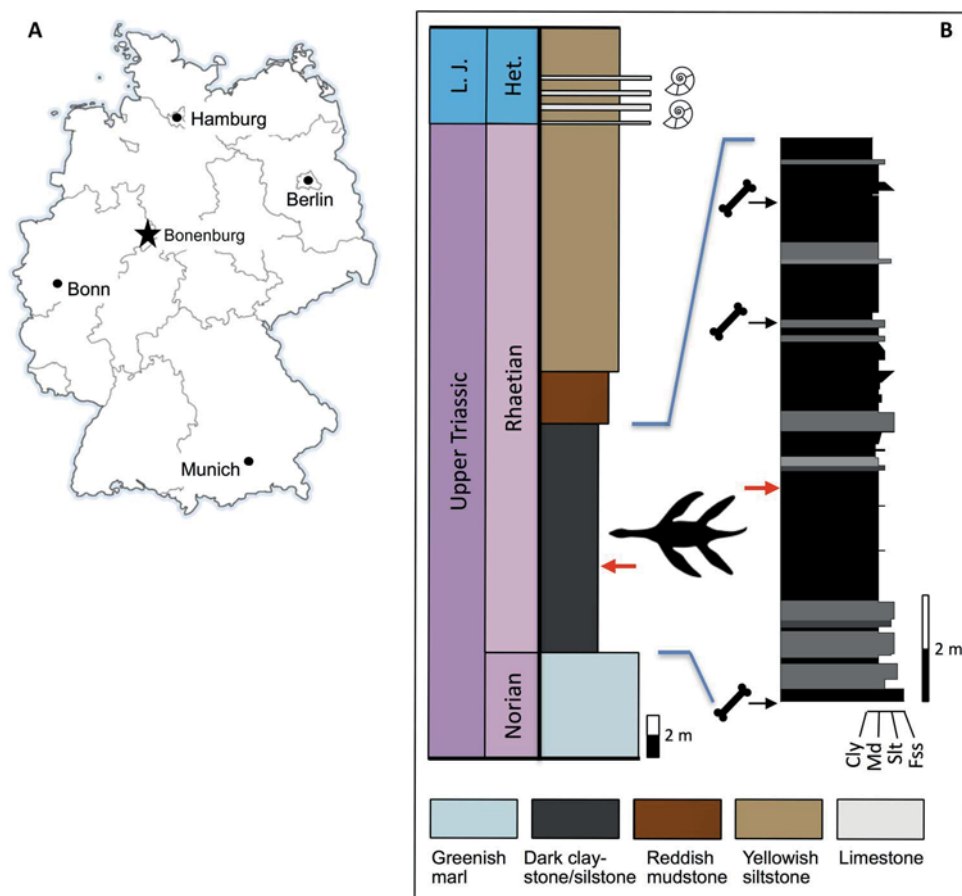 A
Hamburg
Berlin
Bonenburg
Bonn
Munich
B
L. J.
Het.
Upper Triassic
Rhaetian
Norian
2 m
2 m
Cly
Md
Slt
Fss
Greenish
marl
Dark clay-
stone/silstone
Reddish
mudstone
Yellowish
siltstone
Limestone